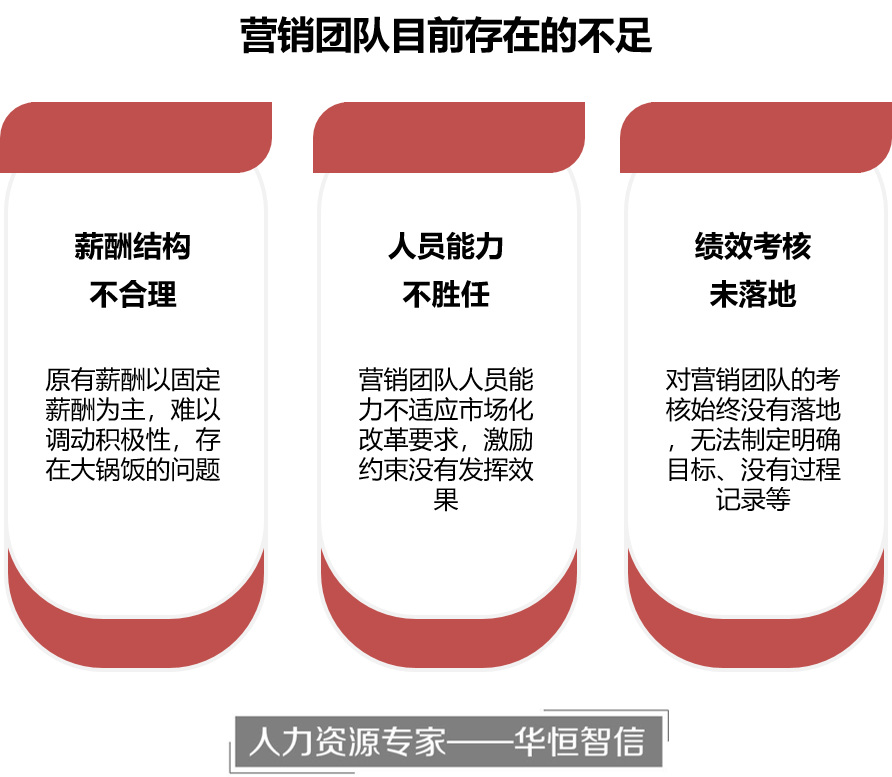 营销团队目前存在的不足
薪酬结构
不合理
原有薪酬以固定
薪酬为主，难以
调动积极性，存
在大锅饭的问题
人员能力
不胜任
营销团队人员能
力不适应市场化
改革要求，激励
约束没有发挥效
果
绩效考核
未落地
对营销团队的考
核始终没有落地
，无法制定明确
目标、没有过程
记录等
人力资源专家——华恒智信